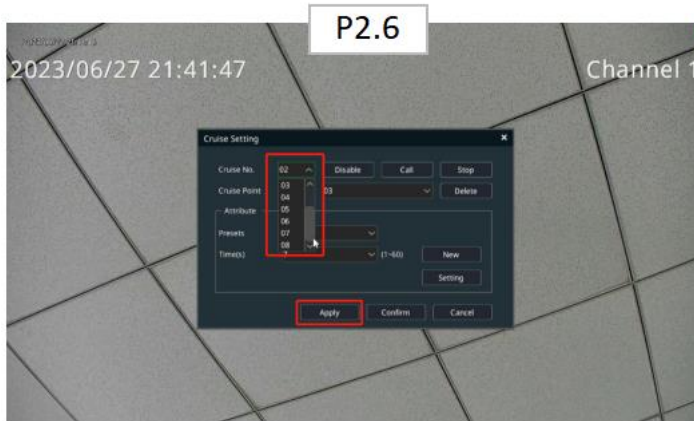 P2.6
2023/06/27 21:41:47
Channel 1
Cruise Setting ×
Cruise No. 02 Disable Call Stop
Cruise Point 03 Delete
03
04
05
06
07
08
Attribute
Presets
Time(s) 7 (1~60) New
Setting
Apply Confirm Cancel